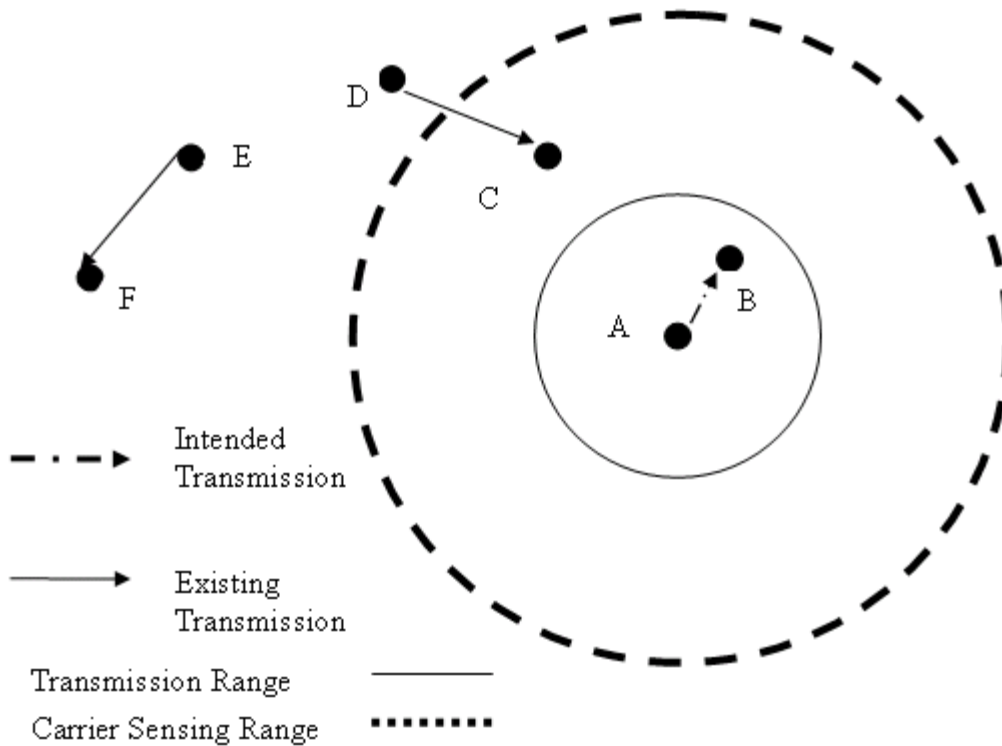 D
E
C
F
B
A
Intended
Transmission
Existing
Transmission
Transmission Range
Carrier Sensing Range